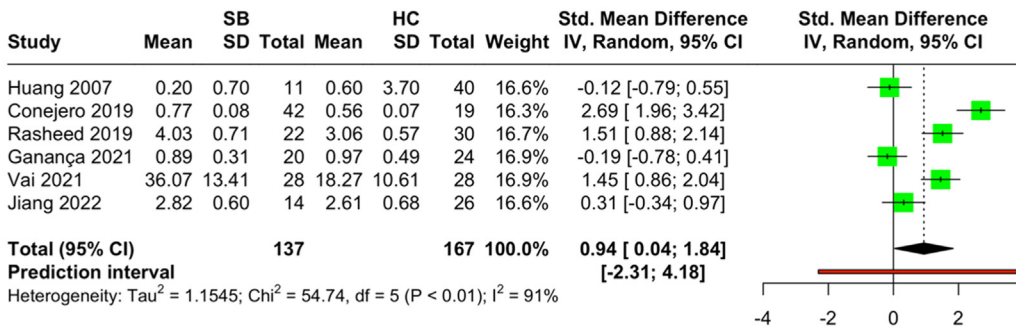 SB HC Std. Mean Difference Std. Mean Difference
Study Mean SD Total Mean SD Total Weight IV, Random, 95% CI IV, Random, 95% CI
Huang 2007 0.20 0.70 11 0.60 3.70 40 16.6% -0.12 [-0.79; 0.55]
Conejero 2019 0.77 0.08 42 0.56 0.07 19 16.3% 2.69 [ 1.96; 3.42]
Rasheed 2019 4.03 0.71 22 3.06 0.57 30 16.7% 1.51 [ 0.88; 2.14]
Ganança 2021 0.89 0.31 20 0.97 0.49 24 16.9% -0.19 [-0.78; 0.41]
Vai 2021 36.07 13.41 28 18.27 10.61 28 16.9% 1.45 [ 0.86; 2.04]
Jiang 2022 2.82 0.60 14 2.61 0.68 26 16.6% 0.31 [-0.34; 0.97]
Total (95% CI) 137 167 100.0% 0.94 [ 0.04; 1.84]
Prediction interval [-2.31; 4.18]
Heterogeneity: Tau² = 1.1545; Chi² = 54.74, df = 5 (P < 0.01); I² = 91%
-4 -2 0 2